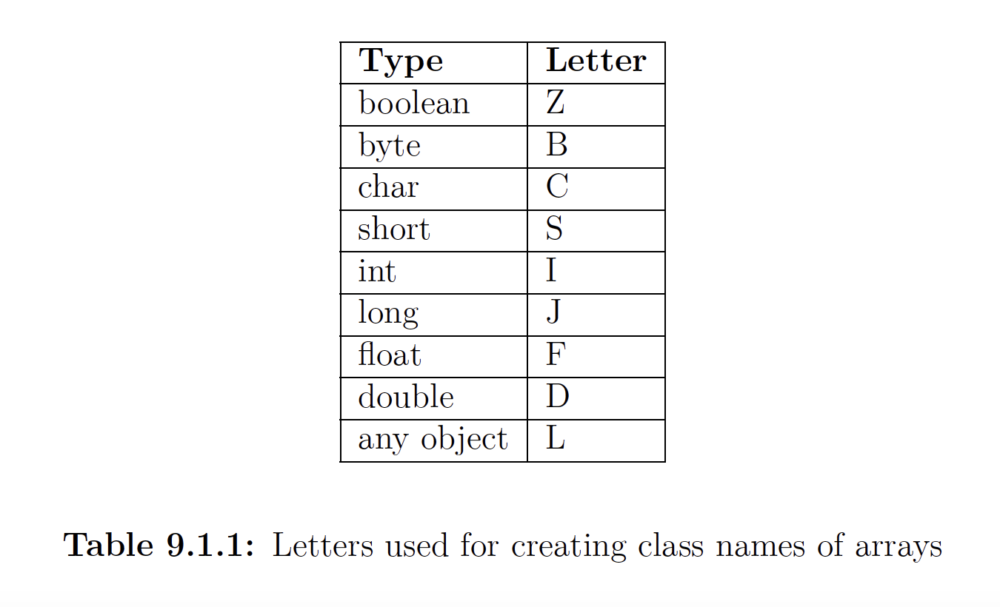 Type Letter
boolean Z
byte B
char C
short S
int I
long J
float F
double D
any object L
Table 9.1.1: Letters used for creating class names of arrays